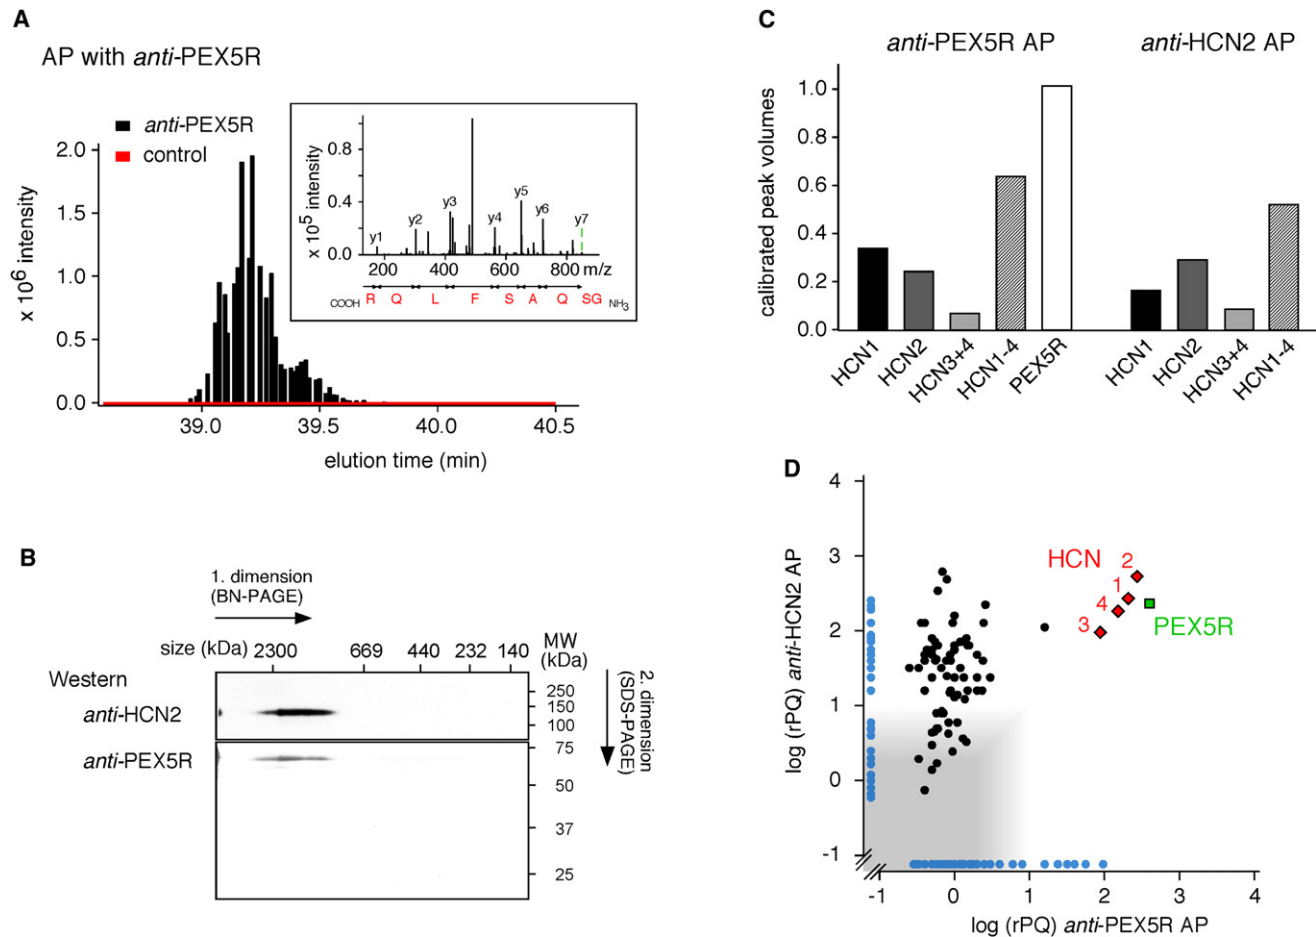 A
AP with anti-PEX5R
anti-PEX5R
control
x 10⁶ intensity
2.0
1.5
1.0
0.5
0.0
39.0 39.5 40.0 40.5
elution time (min)
x 10⁵ intensity
0.8
0.4
0.0
y1 y2 y3 y4 y5 y6 y7
200 400 600 800 m/z
COOH R Q L F S A Q SG NH3
B
1. dimension
(BN-PAGE)
size (kDa) 2300 669 440 232 140
MW
(kDa)
Western
anti-HCN2
anti-PEX5R
250
150
100
75
50
37
25
2. dimension
(SDS-PAGE)
C
anti-PEX5R AP anti-HCN2 AP
calibrated peak volumes
1.0
0.8
0.6
0.4
0.2
0.0
HCN1 HCN2 HCN3+4 HCN1-4 PEX5R HCN1 HCN2 HCN3+4 HCN1-4
D
log (rPQ) anti-HCN2 AP
4
3
2
1
0
-1
HCN 2
1
4
3
PEX5R
-1 0 1 2 3 4
log (rPQ) anti-PEX5R AP